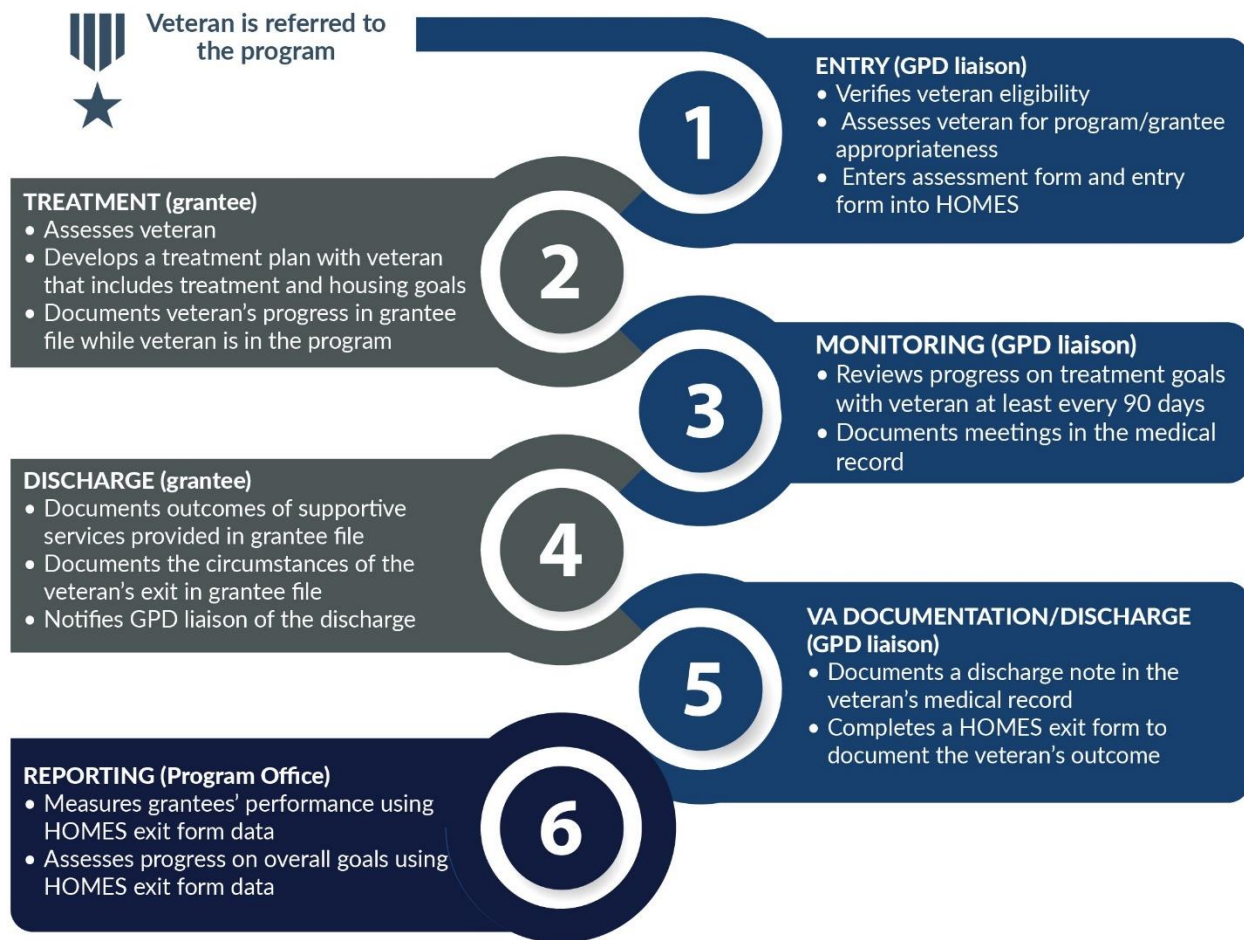 Veteran is referred to
the program
1
ENTRY (GPD liaison)
• Verifies veteran eligibility
• Assesses veteran for program/grantee
appropriateness
• Enters assessment form and entry
form into HOMES
2
TREATMENT (grantee)
• Assesses veteran
• Develops a treatment plan with veteran
that includes treatment and housing goals
• Documents veteran’s progress in grantee
file while veteran is in the program
3
MONITORING (GPD liaison)
• Reviews progress on treatment goals
with veteran at least every 90 days
• Documents meetings in the medical
record
4
DISCHARGE (grantee)
• Documents outcomes of supportive
services provided in grantee file
• Documents the circumstances of the
veteran’s exit in grantee file
• Notifies GPD liaison of the discharge
5
VA DOCUMENTATION/DISCHARGE
(GPD liaison)
• Documents a discharge note in the
veteran’s medical record
• Completes a HOMES exit form to
document the veteran’s outcome
6
REPORTING (Program Office)
• Measures grantees’ performance using
HOMES exit form data
• Assesses progress on overall goals using
HOMES exit form data